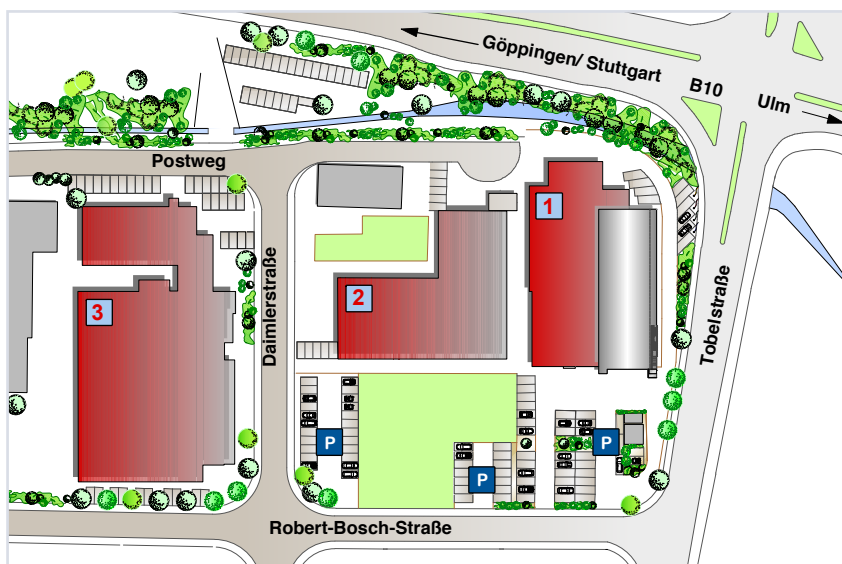 Göppingen/ Stuttgart
B10
Ulm
Postweg
1
2
3
Daimlerstraße
Tobelstraße
P
P
P
Robert-Bosch-Straße